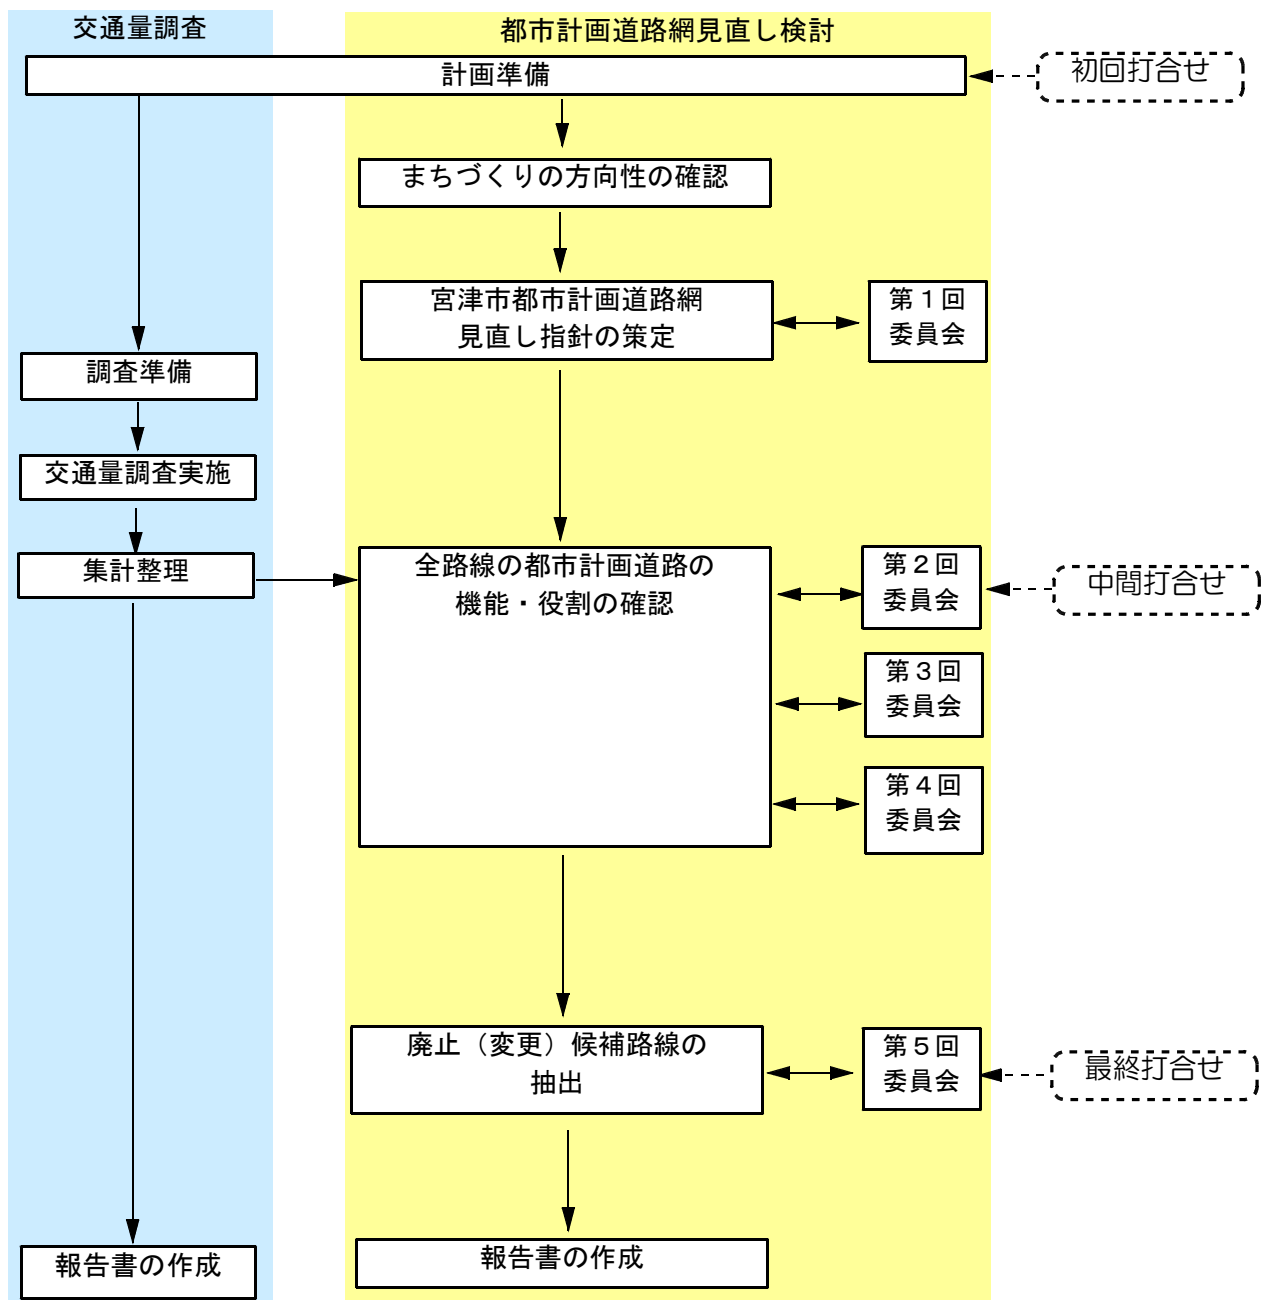 交通量調査
都市計画道路網見直し検討
計画準備
初回打合せ
まちづくりの方向性の確認
宮津市都市計画道路網
見直し指針の策定
第１回
委員会
調査準備
交通量調査実施
集計整理
全路線の都市計画道路の
機能・役割の確認
第２回
委員会
中間打合せ
第３回
委員会
第４回
委員会
廃止（変更）候補路線の
抽出
第５回
委員会
最終打合せ
報告書の作成
報告書の作成